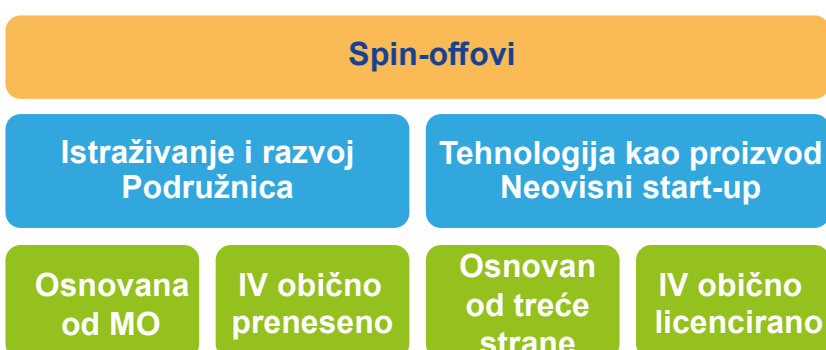 Spin-offovi
Istraživanje i razvoj
Podružnica
Tehnologija kao proizvod
Neovisni start-up
Osnovana
od MO
IV obično
preneseno
Osnovan
od treće
strane
IV obično
licencirano